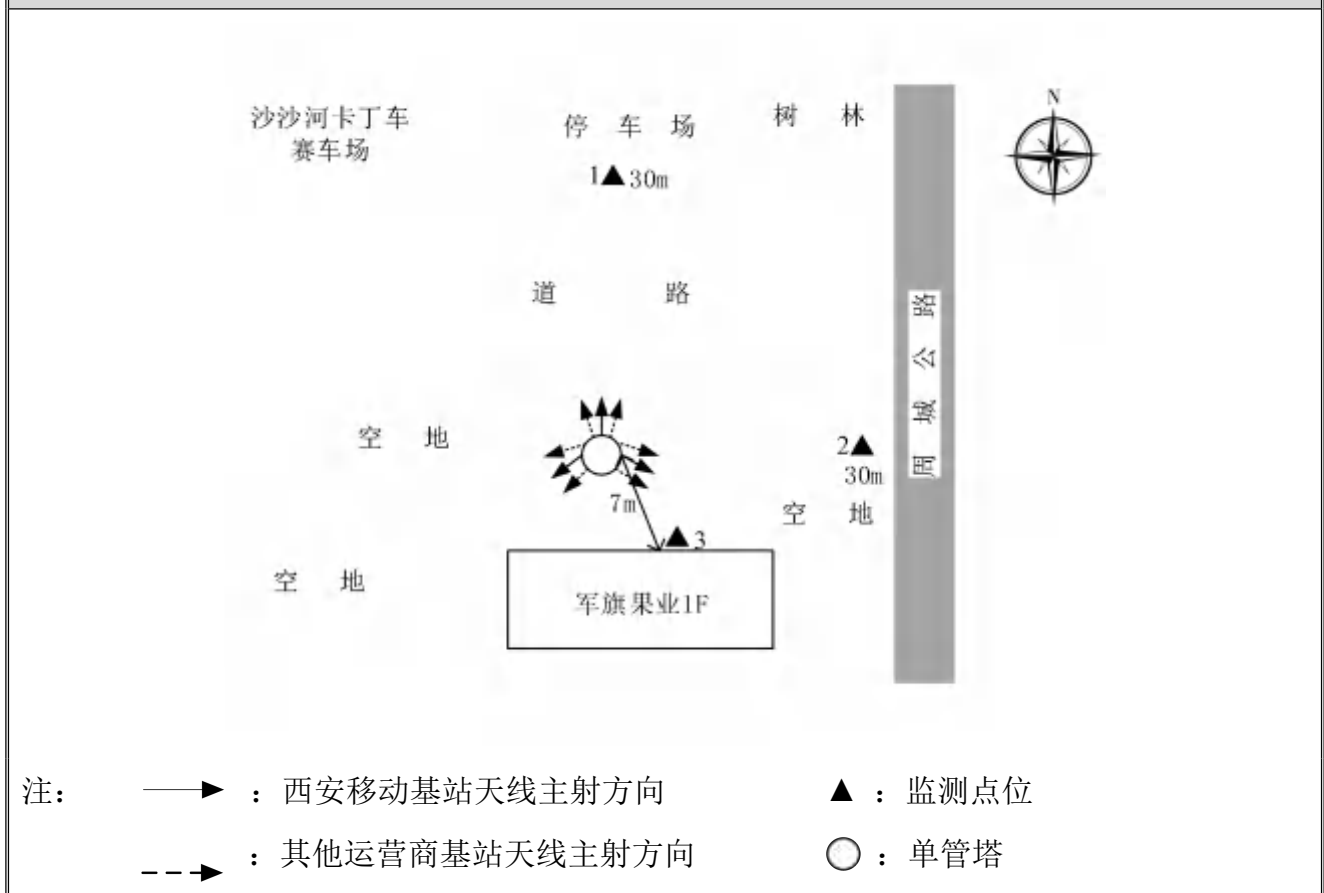 N
沙沙河卡丁车
赛车场
停 车 场
树 林
1▲30m
道 路
周城公路
空 地
2▲
30m
7m
空 地
▲3
空 地
军旗果业1F
注： ——▶ ：西安移动基站天线主射方向 ▲ ：监测点位
---▶ ：其他运营商基站天线主射方向 ○ ：单管塔